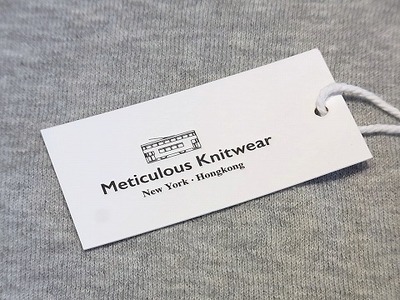 Meticulous Knitwear
New York · Hongkong